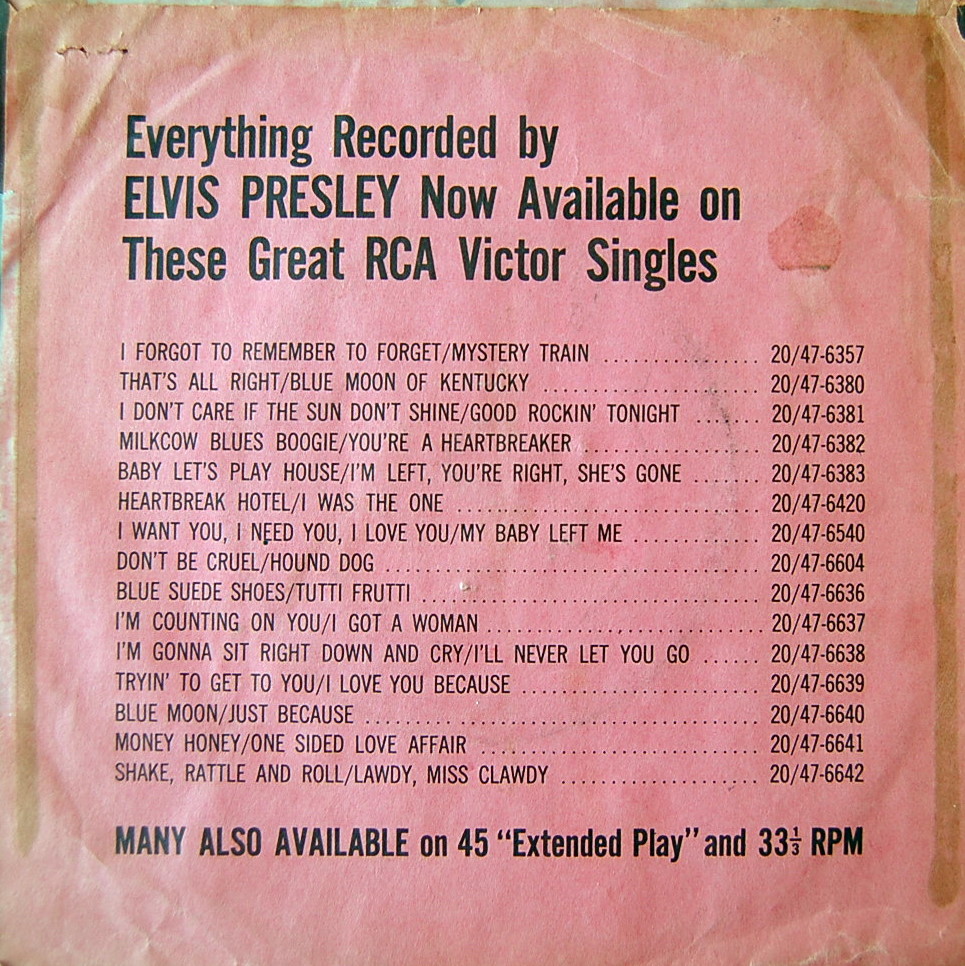 Everything Recorded by
ELVIS PRESLEY Now Available on
These Great RCA Victor Singles
I FORGOT TO REMEMBER TO FORGET/MYSTERY TRAIN ................ 20/47-6357
THAT'S ALL RIGHT/BLUE MOON OF KENTUCKY ...................... 20/47-6380
I DON'T CARE IF THE SUN DON'T SHINE/GOOD ROCKIN' TONIGHT ....... 20/47-6381
MILKCOW BLUES BOOGIE/YOU'RE A HEARTBREAKER .................. 20/47-6382
BABY LET'S PLAY HOUSE/I'M LEFT, YOU'RE RIGHT, SHE'S GONE ....... 20/47-6383
HEARTBREAK HOTEL/I WAS THE ONE .............................. 20/47-6420
I WANT YOU, I NEED YOU, I LOVE YOU/MY BABY LEFT ME ............. 20/47-6540
DON'T BE CRUEL/HOUND DOG ..................................... 20/47-6604
BLUE SUEDE SHOES/TUTTI FRUTTI .................................. 20/47-6636
I'M COUNTING ON YOU/I GOT A WOMAN ............................ 20/47-6637
I'M GONNA SIT RIGHT DOWN AND CRY/I'LL NEVER LET YOU GO ...... 20/47-6638
TRYIN' TO GET TO YOU/I LOVE YOU BECAUSE ........................ 20/47-6639
BLUE MOON/JUST BECAUSE ....................................... 20/47-6640
MONEY HONEY/ONE SIDED LOVE AFFAIR ............................ 20/47-6641
SHAKE, RATTLE AND ROLL/LAWDY, MISS CLAWDY .................... 20/47-6642
MANY ALSO AVAILABLE on 45 "Extended Play" and 33⅓ RPM